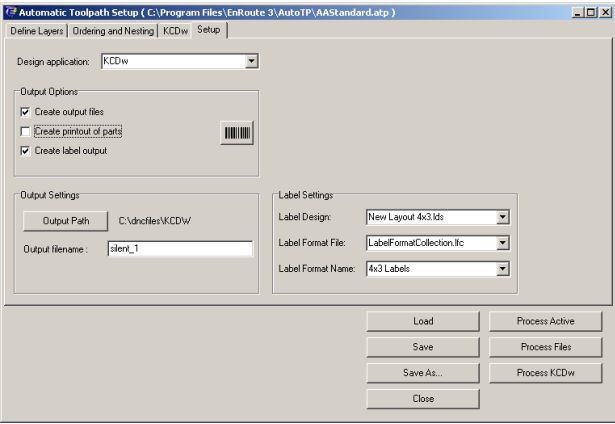 Automatic Toolpath Setup ( C:\Program Files\EnRoute 3\AutoTP\AAStandard.atp )
Define Layers Ordering and Nesting KCDw Setup
Design application: KCDw
Output Options
Create output files
Create printout of parts
Create label output
Output Settings
Output Path C:\dncfiles\KCDW
Output filename : silent_1
Label Settings
Label Design: New Layout 4x3.lds
Label Format File: LabelFormatCollection.lfc
Label Format Name: 4x3 Labels
Load Process Active
Save Process Files
Save As... Process KCDw
Close